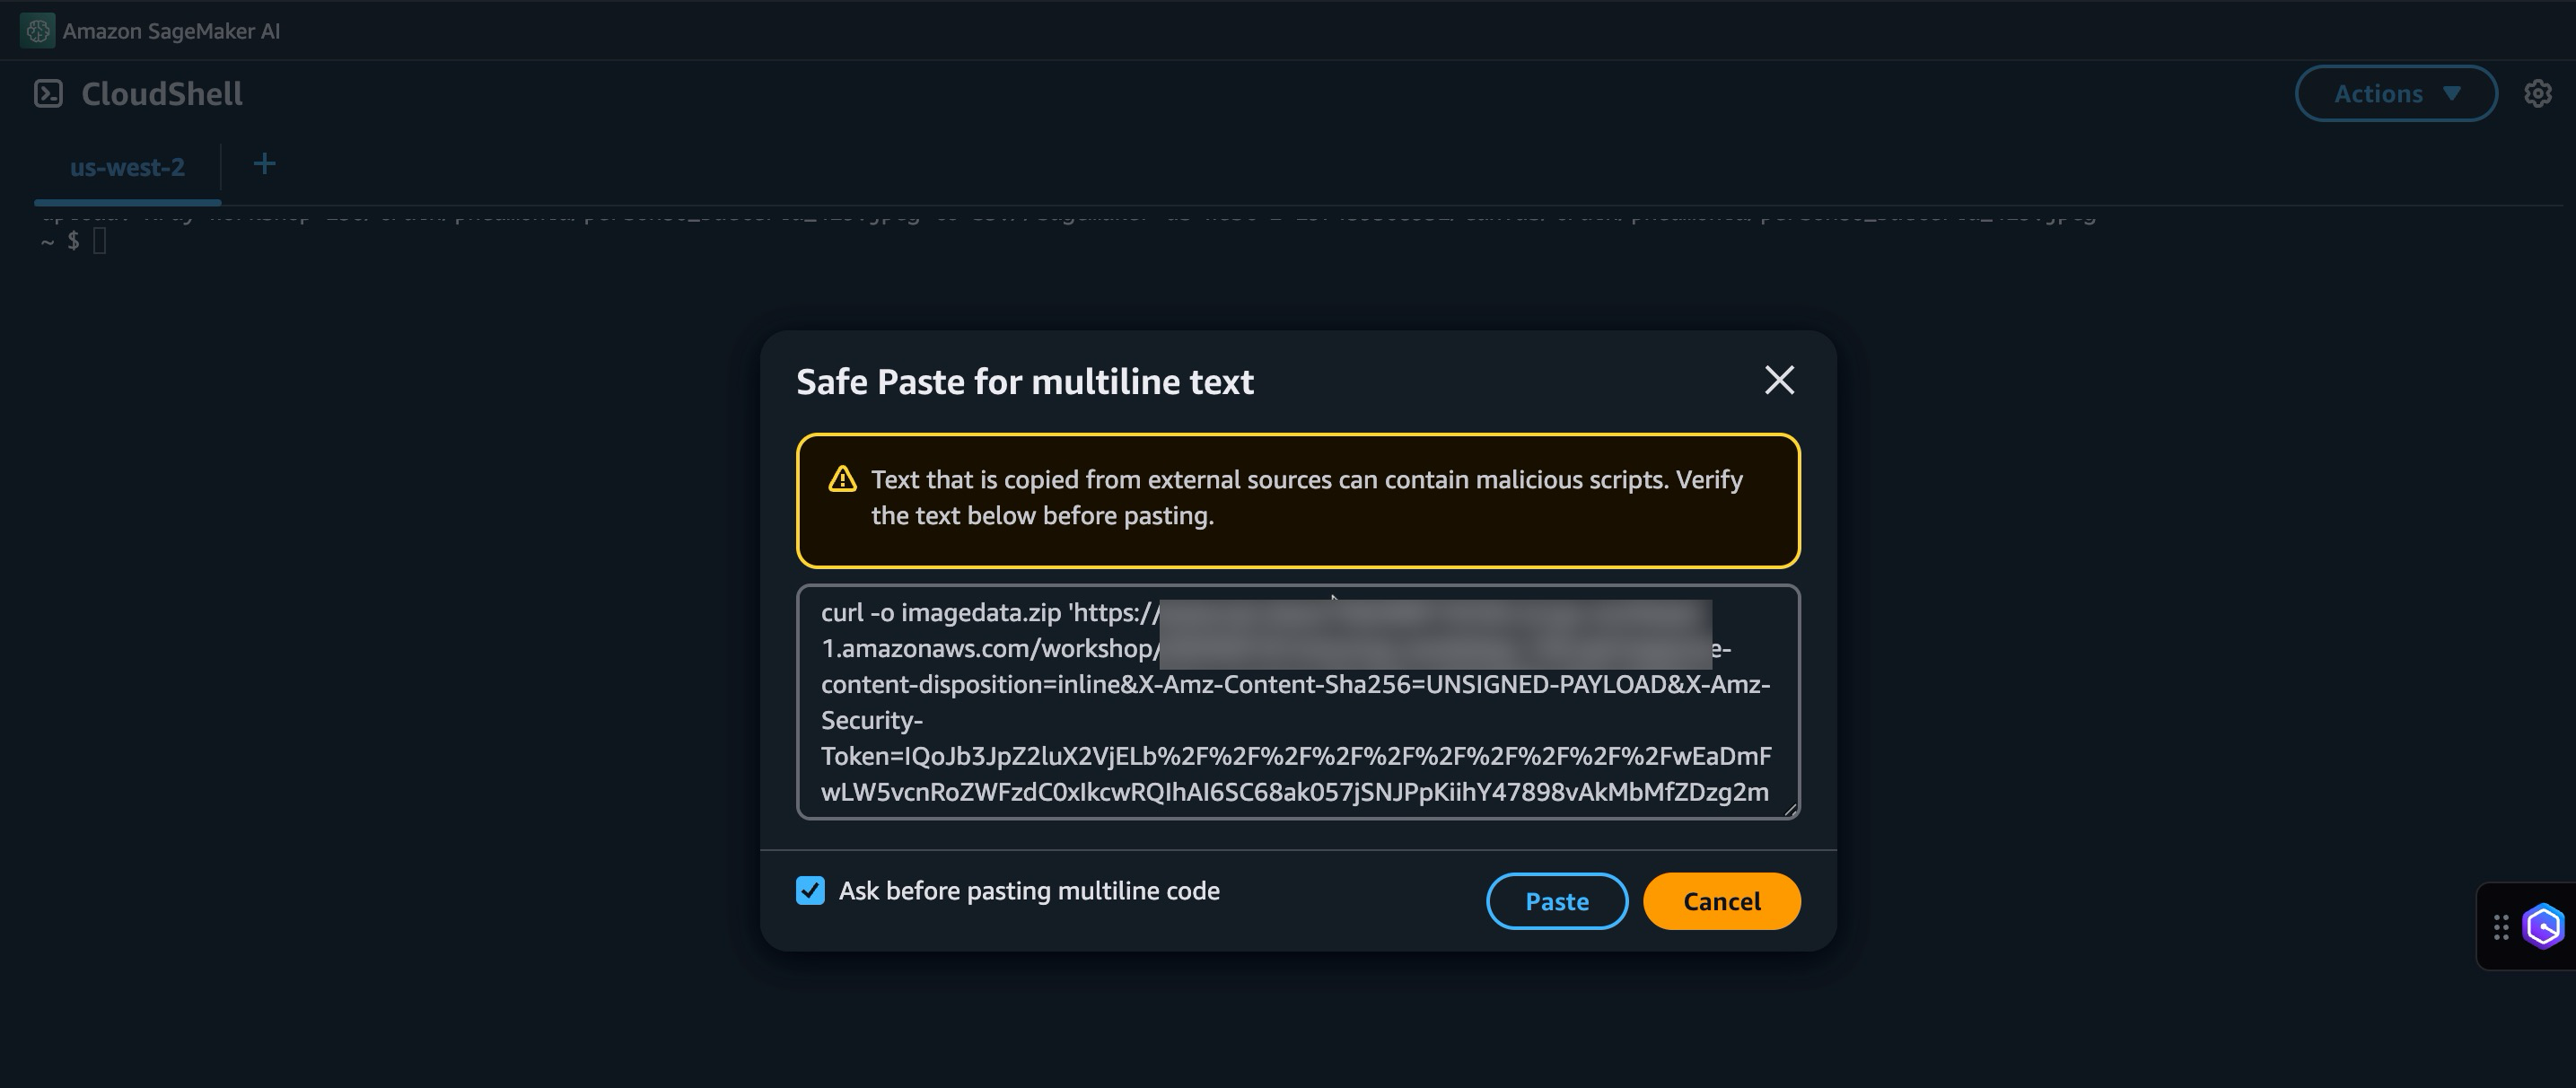 Amazon SageMaker AI
CloudShell
Actions
us-west-2
~ $
Safe Paste for multiline text
Text that is copied from external sources can contain malicious scripts. Verify
the text below before pasting.
curl -o imagedata.zip 'https://
1.amazonaws.com/workshop/ e-
content-disposition=inline&X-Amz-Content-Sha256=UNSIGNED-PAYLOAD&X-Amz-
Security-
Token=IQoJb3JpZ2luX2VjELb%2F%2F%2F%2F%2F%2F%2F%2F%2F%2FwEaDmF
wLW5vcnRoZWFzdC0xIkcwRQIhAI6SC68ak057jSNJPpKiihY47898vAkMbMfZDzg2m
Ask before pasting multiline code
Paste
Cancel